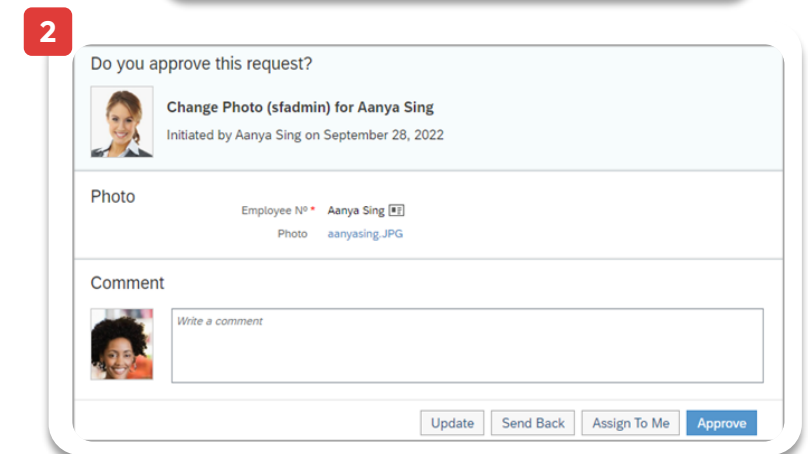 2
Do you approve this request?
Change Photo (sfadmin) for Aanya Sing
Initiated by Aanya Sing on September 28, 2022
Photo
Employee Nº * Aanya Sing
Photo aanyasing.JPG
Comment
Write a comment
Update Send Back Assign To Me Approve